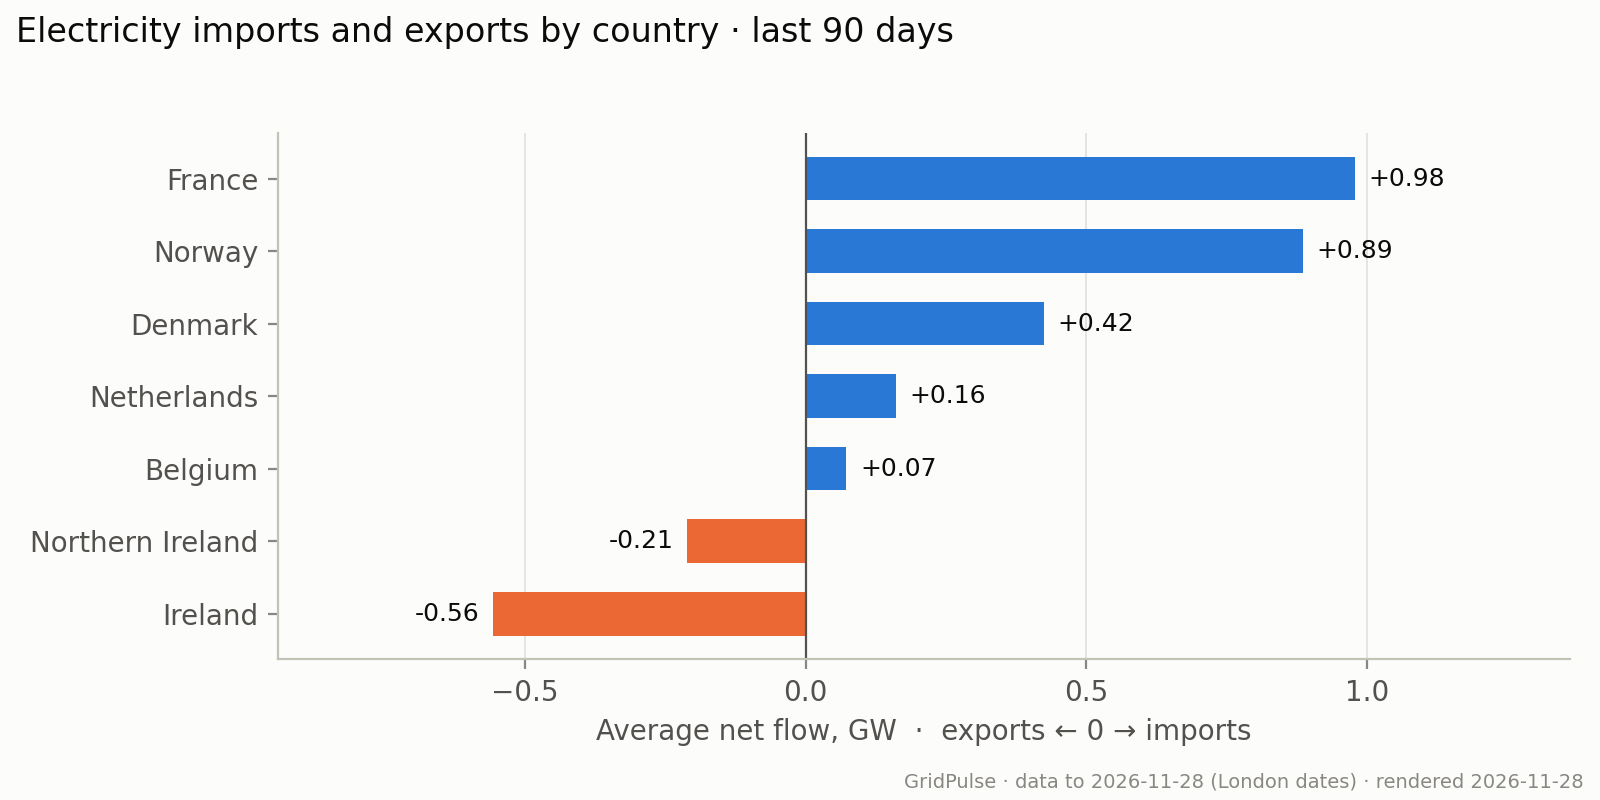 Electricity imports and exports by country · last 90 days
France
+0.98
Norway
+0.89
Denmark
+0.42
Netherlands
+0.16
Belgium
+0.07
Northern Ireland
-0.21
Ireland
-0.56
−0.5
0.0
0.5
1.0
Average net flow, GW · exports ← 0 → imports
GridPulse · data to 2026-11-28 (London dates) · rendered 2026-11-28